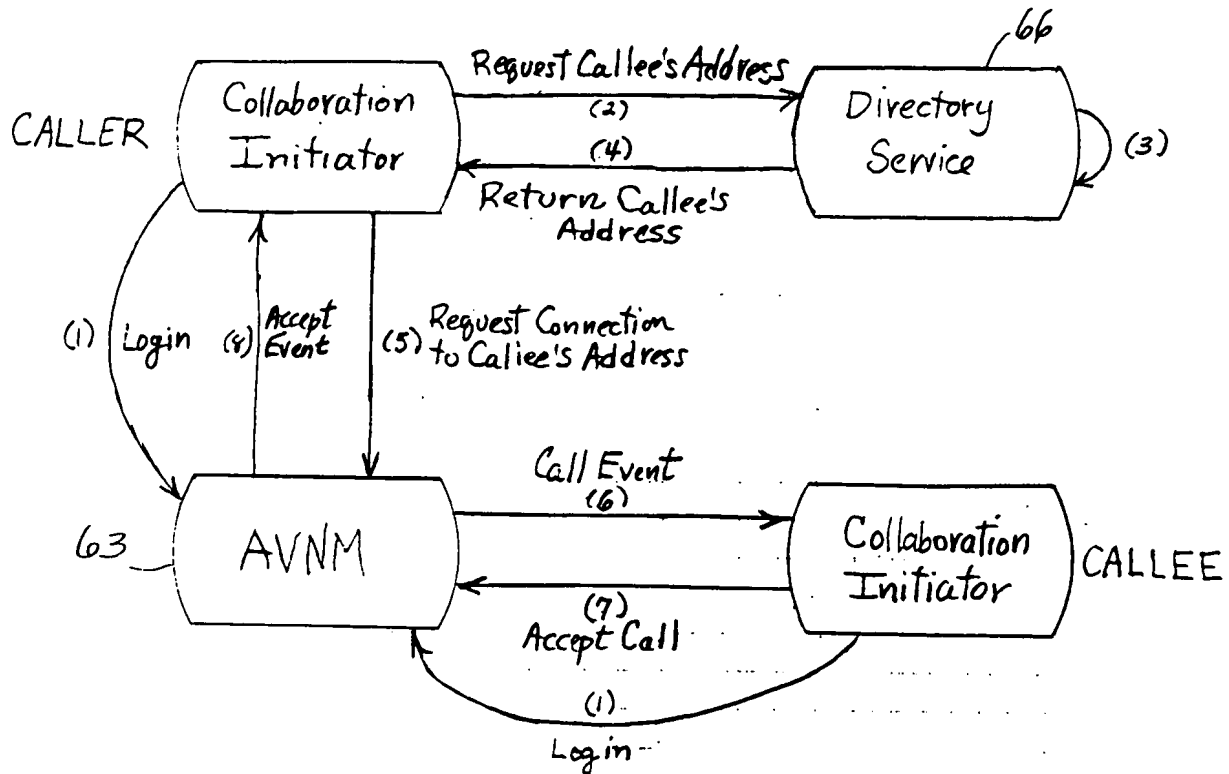 66
Request Callee's Address
(2)
Collaboration
Initiator
CALLER
Directory
Service
(3)
(4)
Return Callee's
Address
(1) Login
(8) Accept
Event
(5) Request Connection
to Callee's Address
Call Event
(6)
63
AVNM
Collaboration
Initiator
CALLEE
(7)
Accept Call
(1)
Login